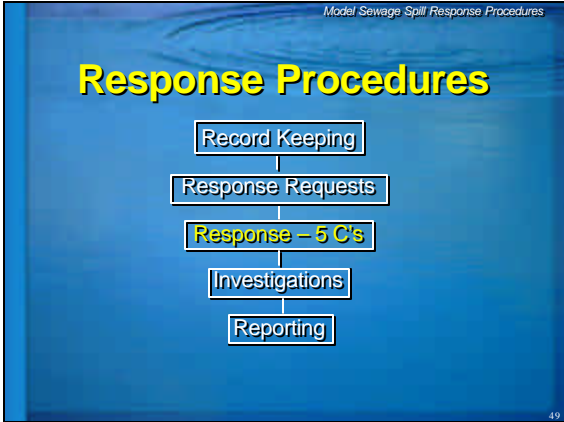 Model Sewage Spill Response Procedures
Response Procedures
Record Keeping
Response Requests
Response – 5 C's
Investigations
Reporting
49